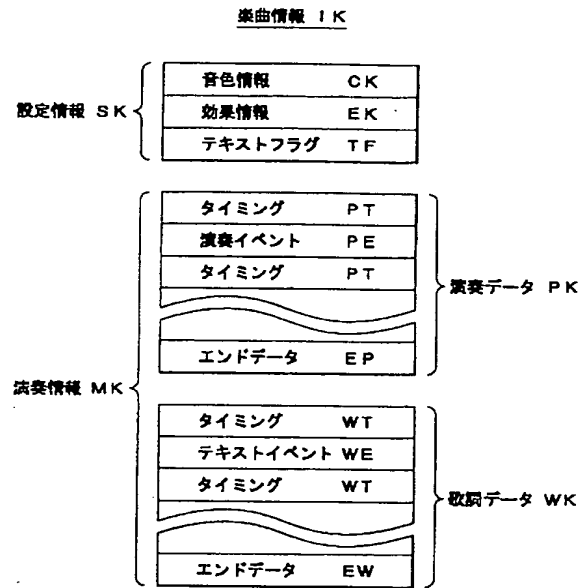 楽曲情報 IK
音色情報 CK
設定情報 SK
効果情報 EK
テキストフラグ TF
タイミング PT
演奏イベント PE
タイミング PT
演奏データ PK
エンドデータ EP
演奏情報 MK
タイミング WT
テキストイベント WE
タイミング WT
歌詞データ WK
エンドデータ EW